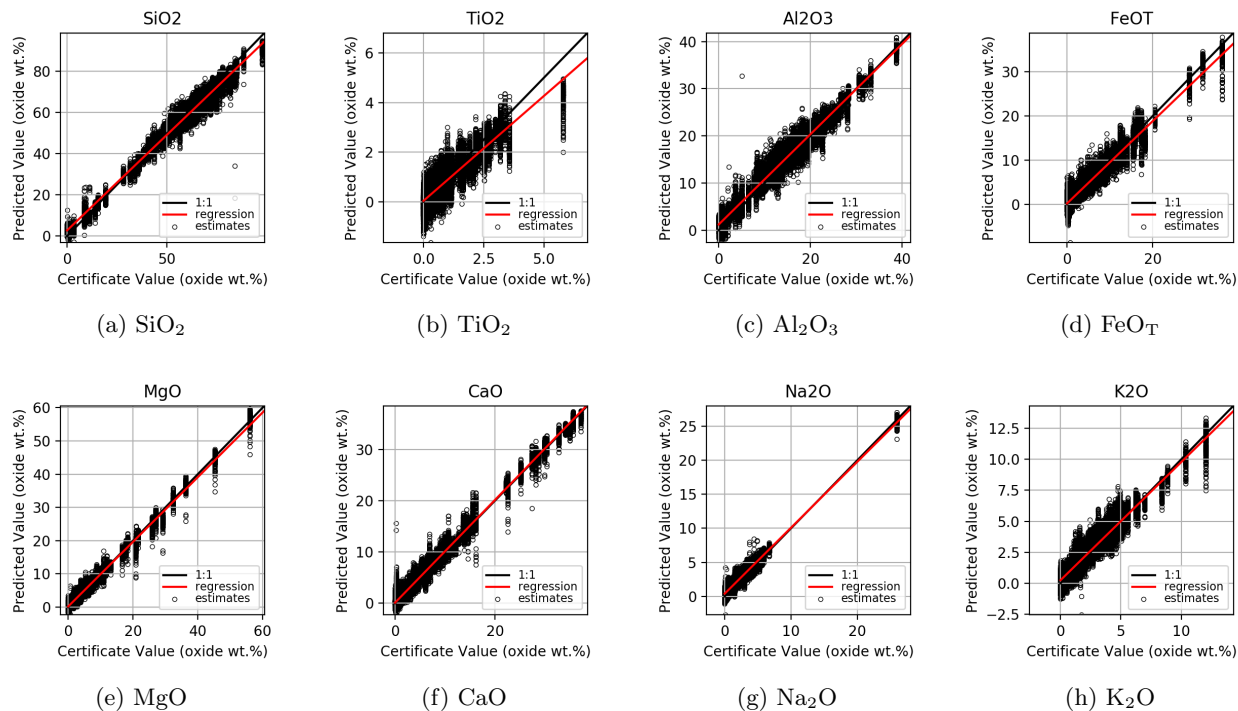 SiO2
Predicted Value (oxide wt.%)
80
60
40
20
0
0
50
1:1
regression
estimates
Certificate Value (oxide wt.%)
(a) SiO₂
TiO2
Predicted Value (oxide wt.%)
6
4
2
0
0.0
2.5
5.0
1:1
regression
estimates
Certificate Value (oxide wt.%)
(b) TiO₂
Al2O3
Predicted Value (oxide wt.%)
40
30
20
10
0
0
20
40
1:1
regression
estimates
Certificate Value (oxide wt.%)
(c) Al₂O₃
FeOT
Predicted Value (oxide wt.%)
30
20
10
0
0
20
1:1
regression
estimates
Certificate Value (oxide wt.%)
(d) FeO_T
MgO
Predicted Value (oxide wt.%)
60
50
40
30
20
10
0
0
20
40
60
1:1
regression
estimates
Certificate Value (oxide wt.%)
(e) MgO
CaO
Predicted Value (oxide wt.%)
30
20
10
0
0
20
1:1
regression
estimates
Certificate Value (oxide wt.%)
(f) CaO
Na2O
Predicted Value (oxide wt.%)
25
20
15
10
5
0
0
10
20
1:1
regression
estimates
Certificate Value (oxide wt.%)
(g) Na₂O
K2O
Predicted Value (oxide wt.%)
12.5
10.0
7.5
5.0
2.5
0.0
−2.5
0
5
10
1:1
regression
estimates
Certificate Value (oxide wt.%)
(h) K₂O